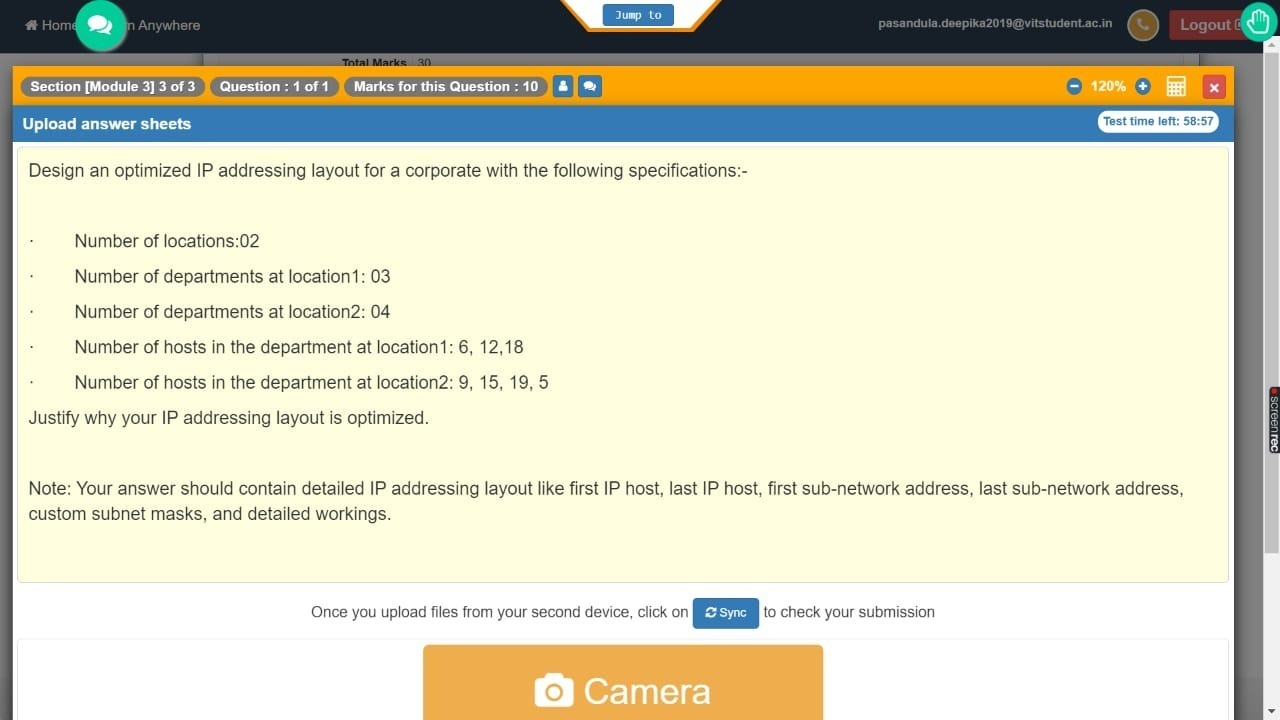 Home
n Anywhere
Jump to
pasandula.deepika2019@vitstudent.ac.in
Logout
Total Marks 30
Section [Module 3] 3 of 3 Question : 1 of 1 Marks for this Question : 10 120%
Upload answer sheets Test time left: 58:57
Design an optimized IP addressing layout for a corporate with the following specifications:-
· Number of locations:02
· Number of departments at location1: 03
· Number of departments at location2: 04
· Number of hosts in the department at location1: 6, 12,18
· Number of hosts in the department at location2: 9, 15, 19, 5
Justify why your IP addressing layout is optimized.
Note: Your answer should contain detailed IP addressing layout like first IP host, last IP host, first sub-network address, last sub-network address,
custom subnet masks, and detailed workings.
Once you upload files from your second device, click on Sync to check your submission
Camera
screenrec